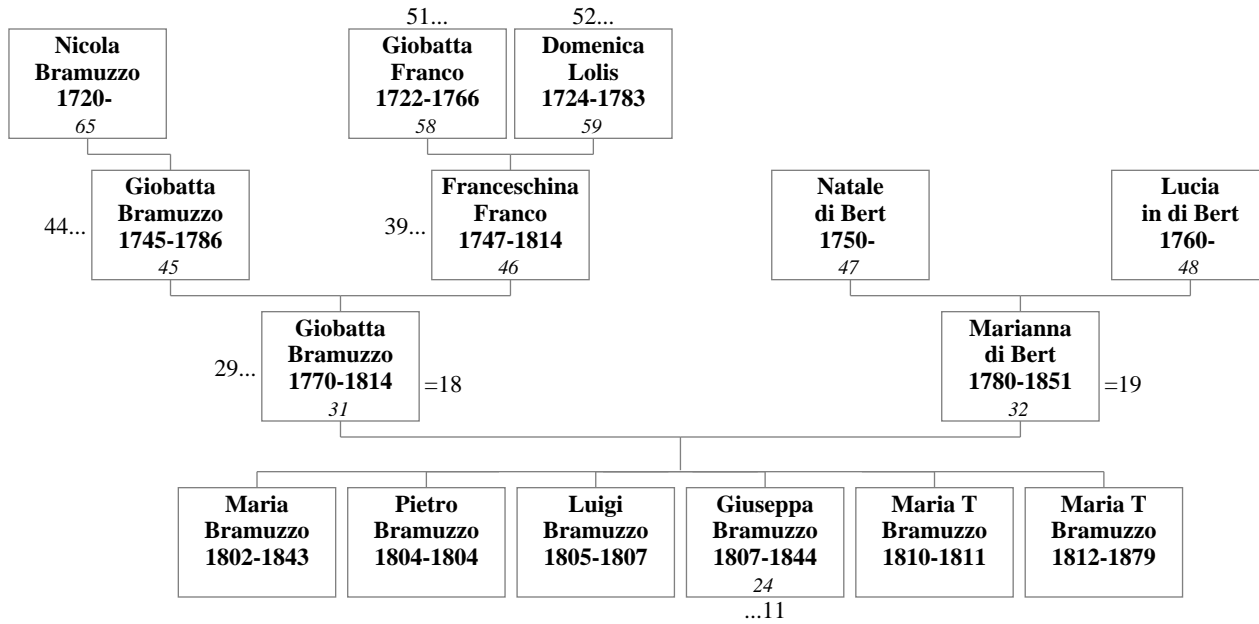 51...
52...
Nicola
Bramuzzo
1720-
65
Giobatta
Franco
1722-1766
58
Domenica
Lolis
1724-1783
59
44...
Giobatta
Bramuzzo
1745-1786
45
39...
Franceschina
Franco
1747-1814
46
Natale
di Bert
1750-
47
Lucia
in di Bert
1760-
48
29...
Giobatta
Bramuzzo
1770-1814
31
=18
Marianna
di Bert
1780-1851
32
=19
Maria
Bramuzzo
1802-1843
Pietro
Bramuzzo
1804-1804
Luigi
Bramuzzo
1805-1807
Giuseppa
Bramuzzo
1807-1844
24
...11
Maria T
Bramuzzo
1810-1811
Maria T
Bramuzzo
1812-1879